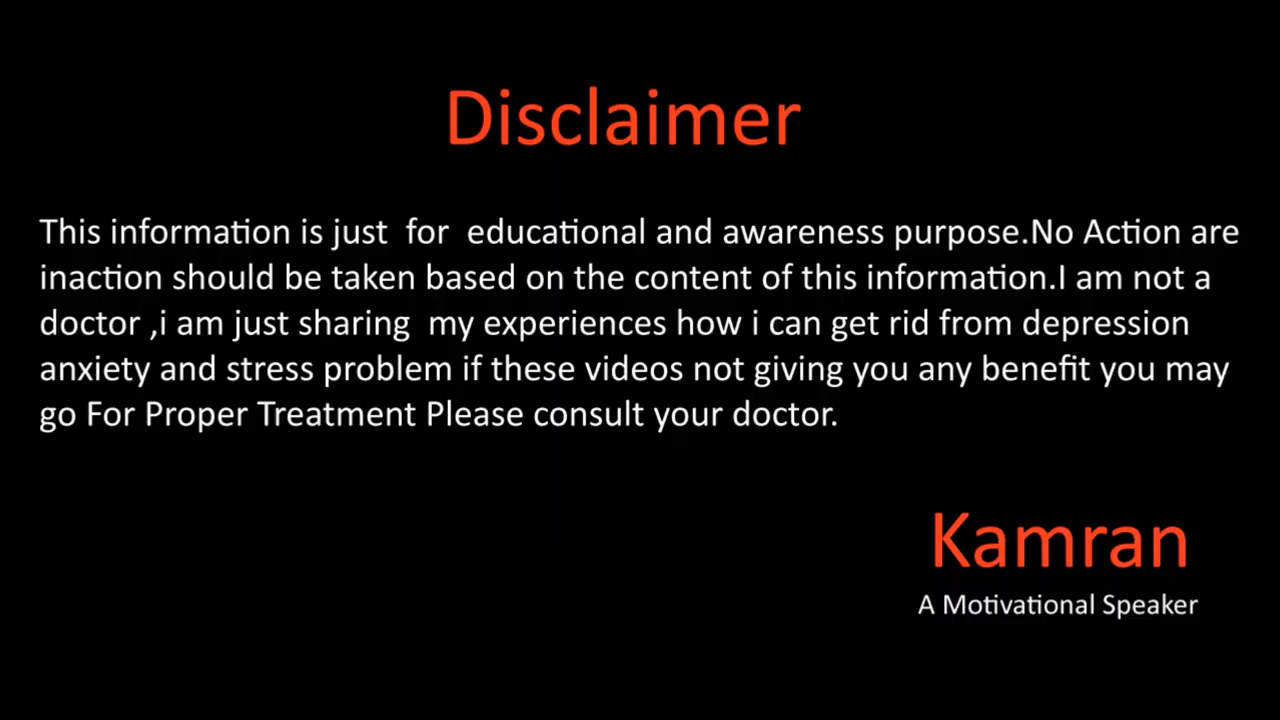 Disclaimer
This information is just  for  educational and awareness purpose.No Action are
inaction should be taken based on the content of this information.I am not a
doctor ,i am just sharing  my experiences how i can get rid from depression
anxiety and stress problem if these videos not giving you any benefit you may
go For Proper Treatment Please consult your doctor.
Kamran
A Motivational Speaker